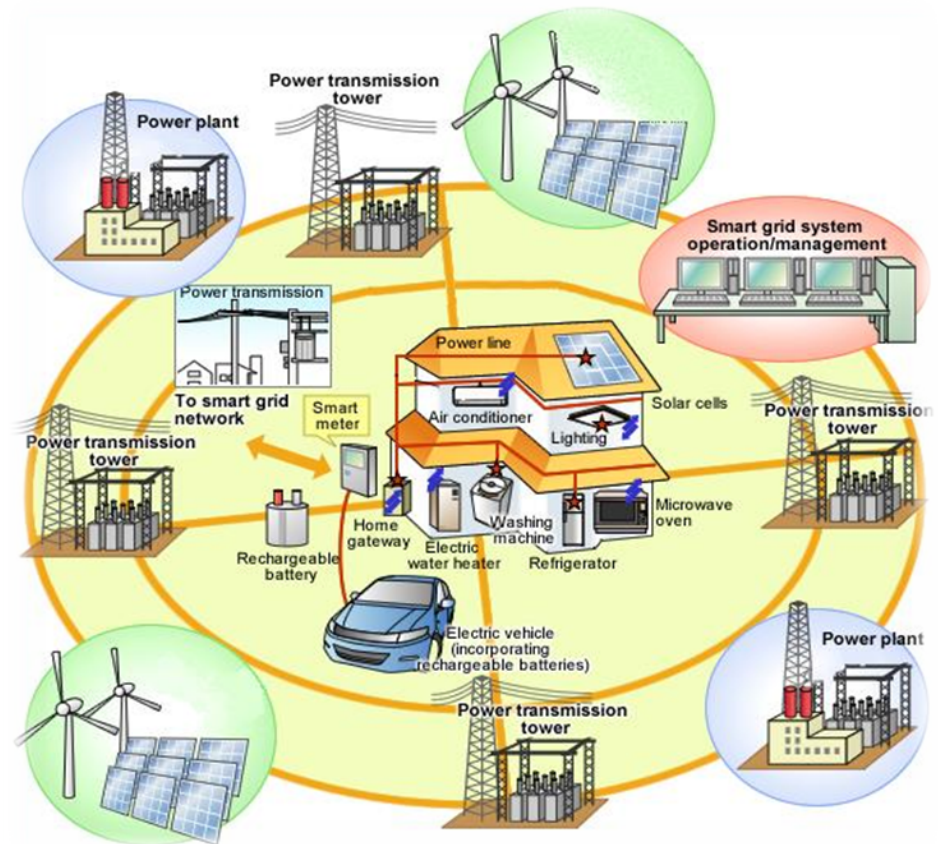 Power transmission
tower
Power plant
Smart grid system
operation/management
Power transmission
Power line
To smart grid
network
Smart
meter
Air conditioner
Solar cells
Lighting
Power transmission
tower
Power transmission
tower
Microwave
oven
Home
gateway
Washing
machine
Rechargeable
battery
Electric
water heater
Refrigerator
Electric vehicle
(incorporating
rechargeable batteries)
Power plant
Power transmission
tower